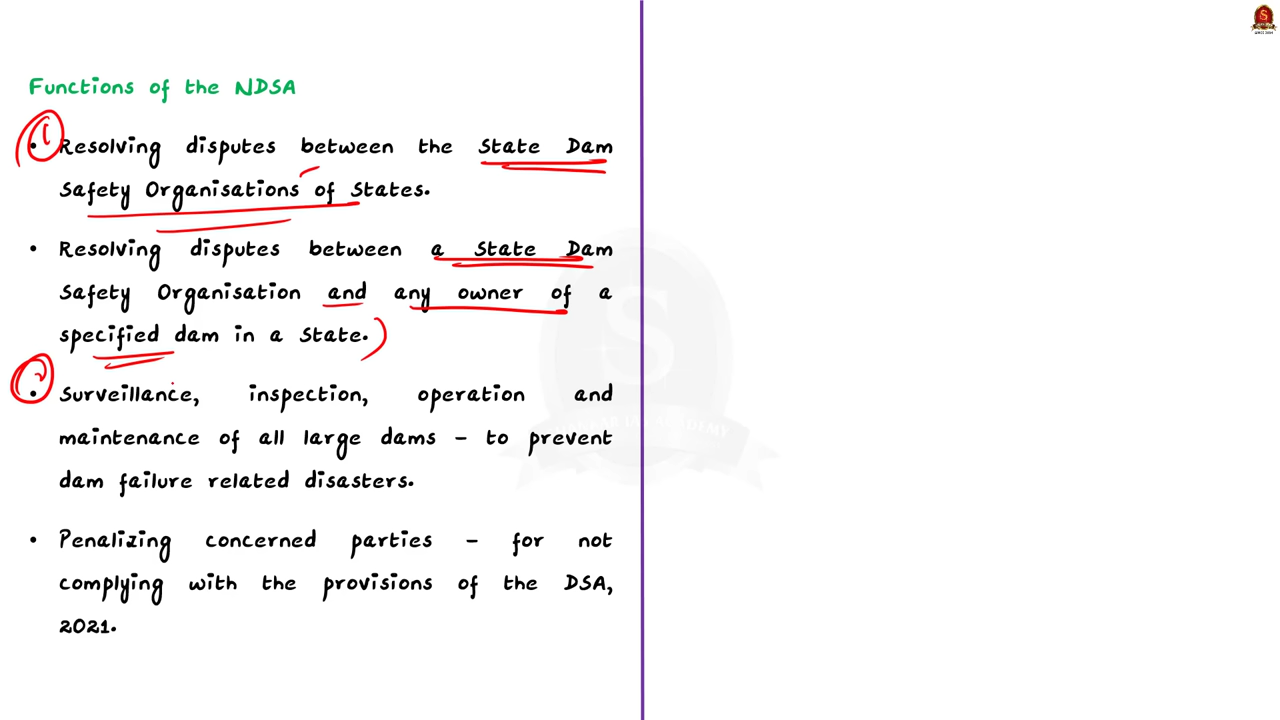 Functions of the NDSA
(1)
• Resolving disputes between the State Dam
Safety Organisations of States.
• Resolving disputes between a State Dam
Safety Organisation and any owner of a
specified dam in a State.
(2)
• Surveillance, inspection, operation and
maintenance of all large dams - to prevent
dam failure related disasters.
• Penalizing concerned parties - for not
complying with the provisions of the DSA,
2021.
S